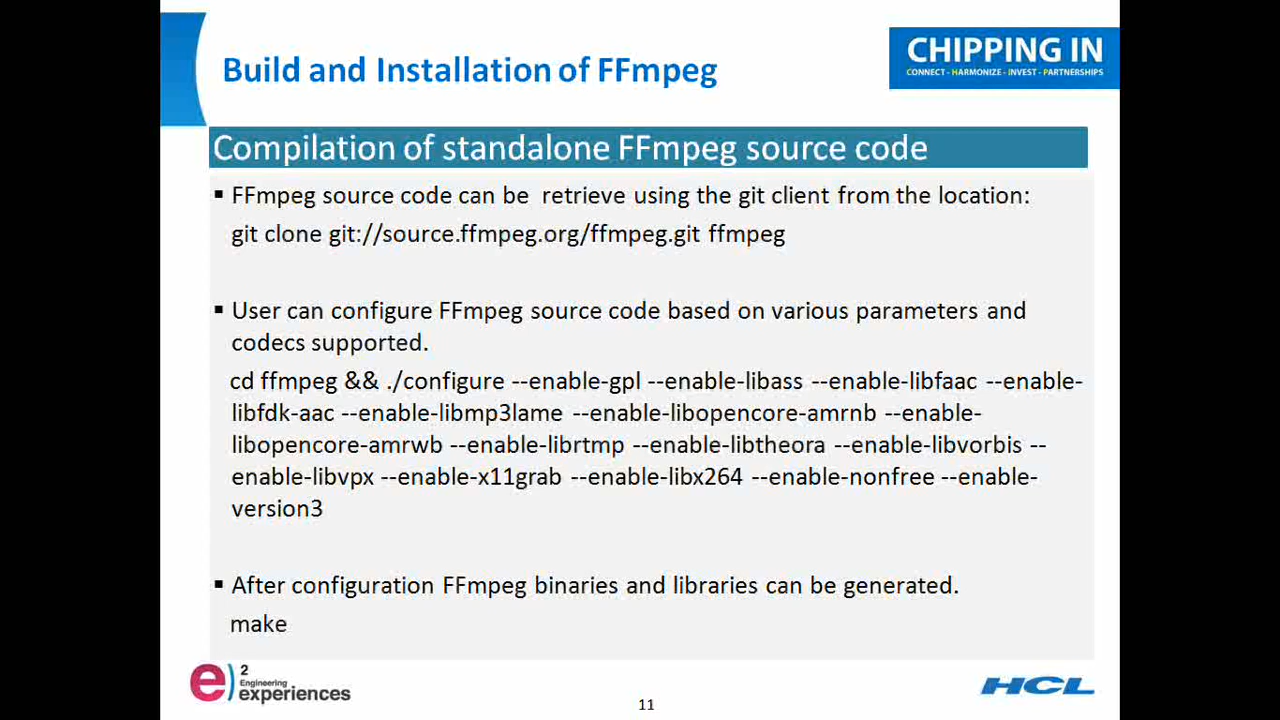 Build and Installation of FFmpeg
CHIPPING IN
CONNECT - HARMONIZE - INVEST - PARTNERSHIPS
Compilation of standalone FFmpeg source code
▪ FFmpeg source code can be  retrieve using the git client from the location:
git clone git://source.ffmpeg.org/ffmpeg.git ffmpeg
▪ User can configure FFmpeg source code based on various parameters and
codecs supported.
cd ffmpeg && ./configure --enable-gpl --enable-libass --enable-libfaac --enable-
libfdk-aac --enable-libmp3lame --enable-libopencore-amrnb --enable-
libopencore-amrwb --enable-librtmp --enable-libtheora --enable-libvorbis --
enable-libvpx --enable-x11grab --enable-libx264 --enable-nonfree --enable-
version3
▪ After configuration FFmpeg binaries and libraries can be generated.
make
e) 2
Engineering
experiences
11
HCL